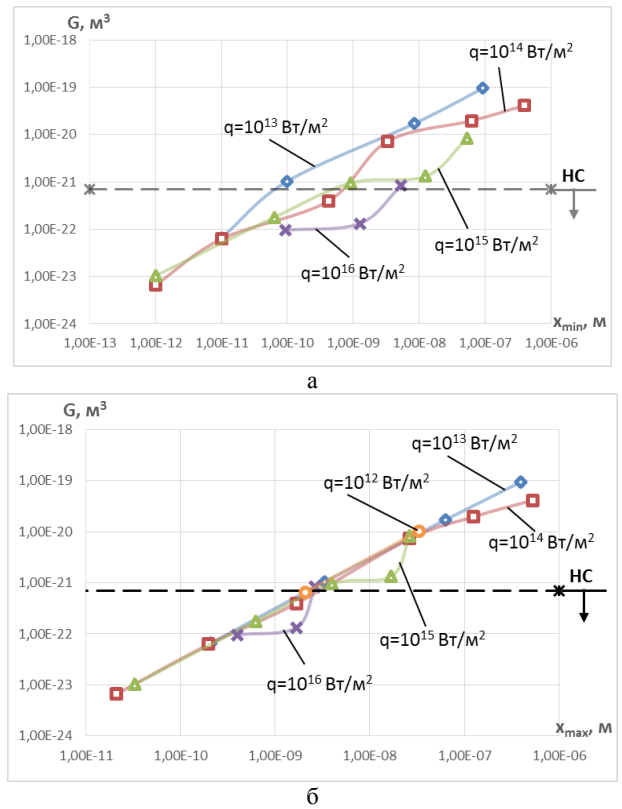 G, м³
1,00E-18
q=10¹⁴ Вт/м²
1,00E-19
q=10¹³ Вт/м²
1,00E-20
1,00E-21
НС
1,00E-22
q=10¹⁵ Вт/м²
q=10¹⁶ Вт/м²
1,00E-23
1,00E-24
xmin, м
1,00E-13 1,00E-12 1,00E-11 1,00E-10 1,00E-09 1,00E-08 1,00E-07 1,00E-06
а
G, м³
1,00E-18
q=10¹³ Вт/м²
1,00E-19
q=10¹² Вт/м²
1,00E-20
q=10¹⁴ Вт/м²
1,00E-21
НС
1,00E-22
q=10¹⁵ Вт/м²
q=10¹⁶ Вт/м²
1,00E-23
1,00E-24
xmax, м
1,00E-11 1,00E-10 1,00E-09 1,00E-08 1,00E-07 1,00E-06
б